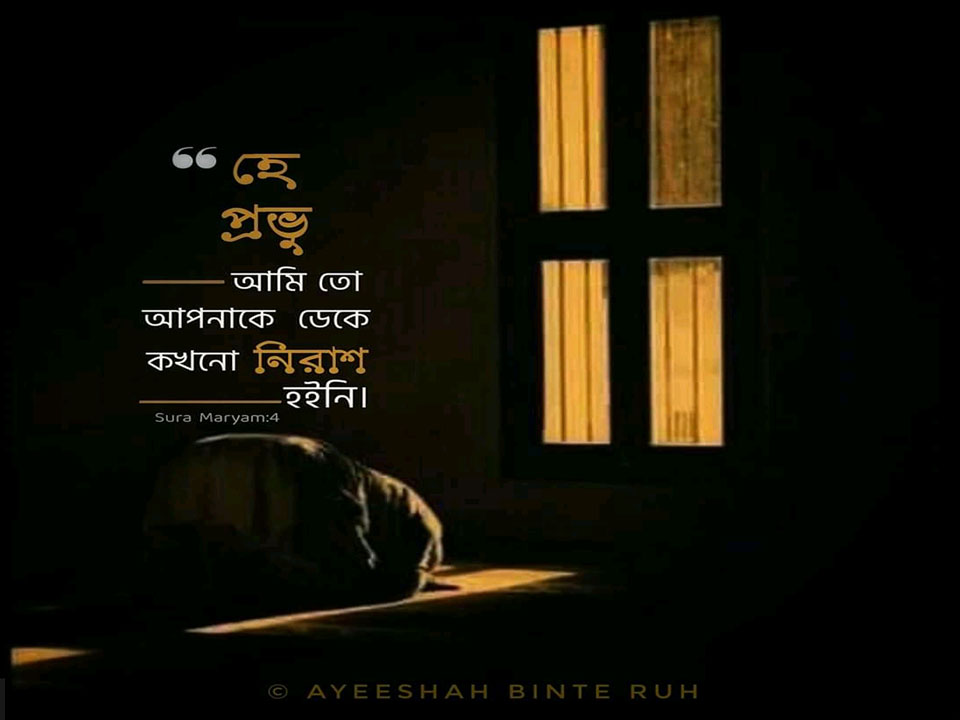 ❝ হে
প্রভু
আমি তো
আপনাকে ডেকে
কখনো নিরাশ
হইনি।
Sura Maryam:4
© AYEESHAH BINTE RUH